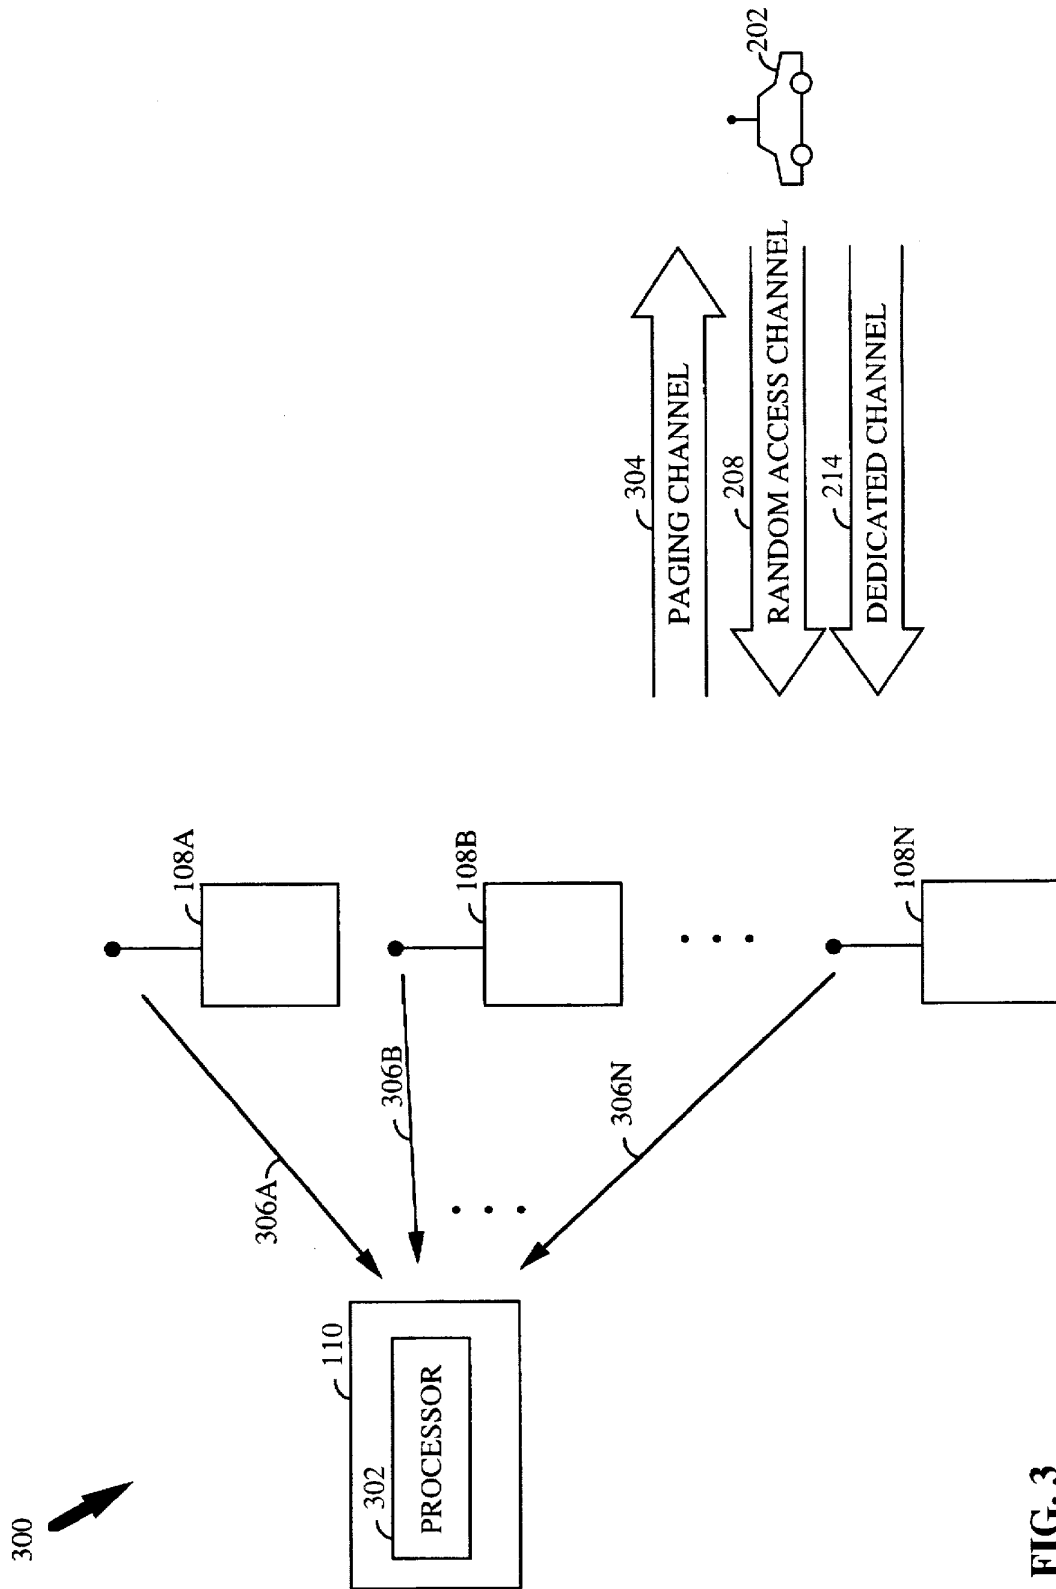 300
110
302
PROCESSOR
306A
306B
306N
108A
108B
108N
304
PAGING CHANNEL
208
RANDOM ACCESS CHANNEL
214
DEDICATED CHANNEL
202
FIG. 3